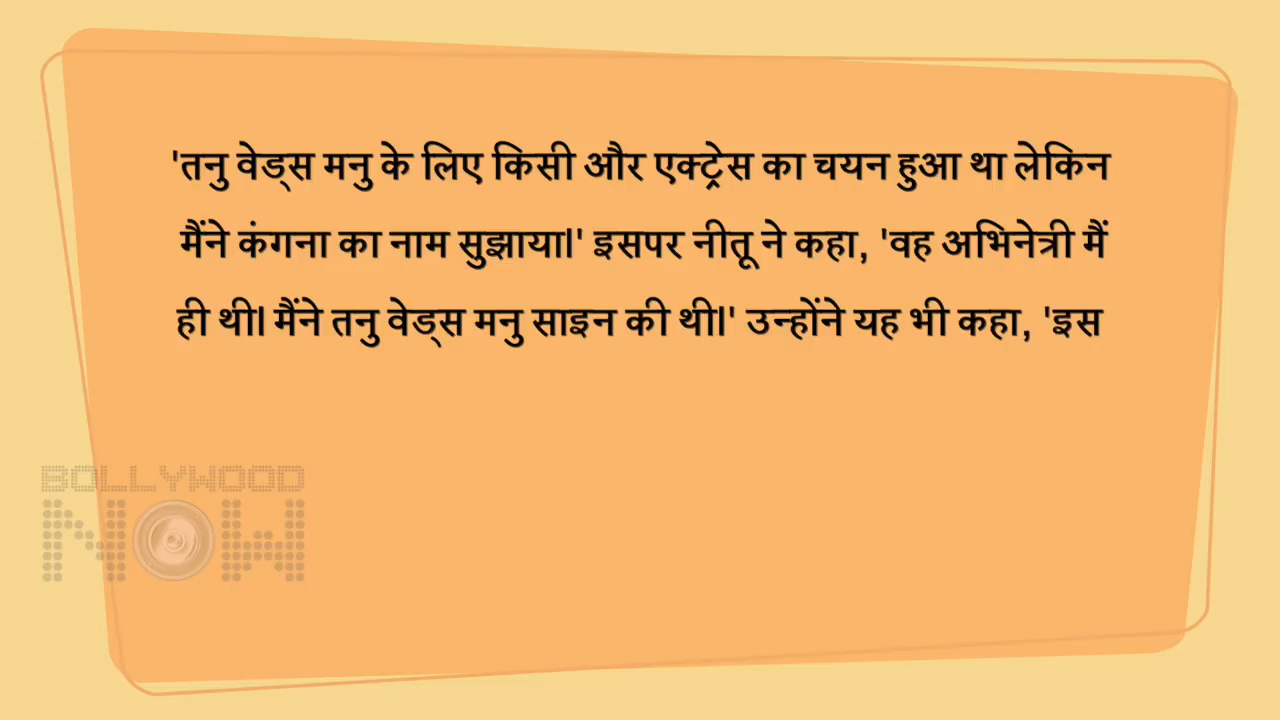 'तनु वेड्स मनु के लिए किसी और एक्ट्रेस का चयन हुआ था लेकिन
मैंने कंगना का नाम सुझाया।' इसपर नीतू ने कहा, 'वह अभिनेत्री मैं
ही थी। मैंने तनु वेड्स मनु साइन की थी।' उन्होंने यह भी कहा, 'इस
BOLLYWOOD
NOW